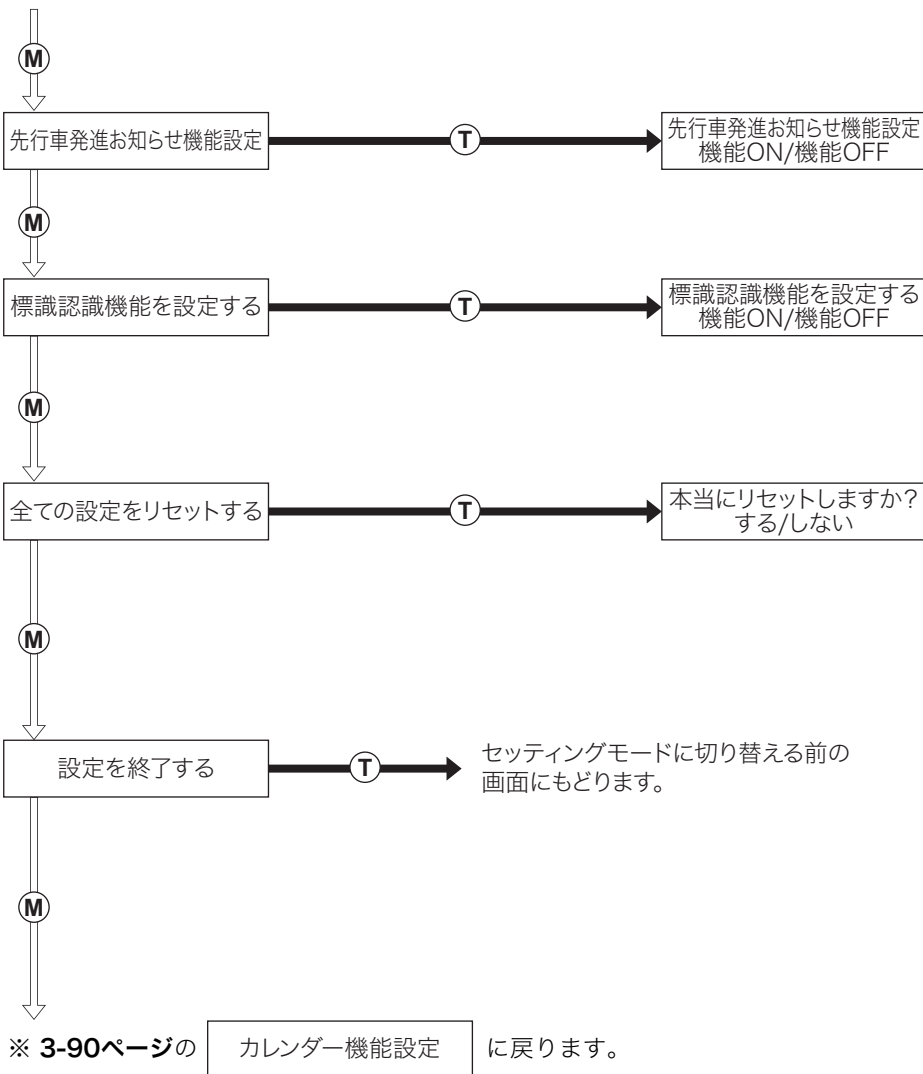 M
先行車発進お知らせ機能設定
T
先行車発進お知らせ機能設定
機能ON/機能OFF
M
標識認識機能を設定する
T
標識認識機能を設定する
機能ON/機能OFF
M
全ての設定をリセットする
T
本当にリセットしますか?
する/しない
M
設定を終了する
T
セッティングモードに切り替える前の
画面にもどります。
M
※ 3-90ページの カレンダー機能設定 に戻ります。